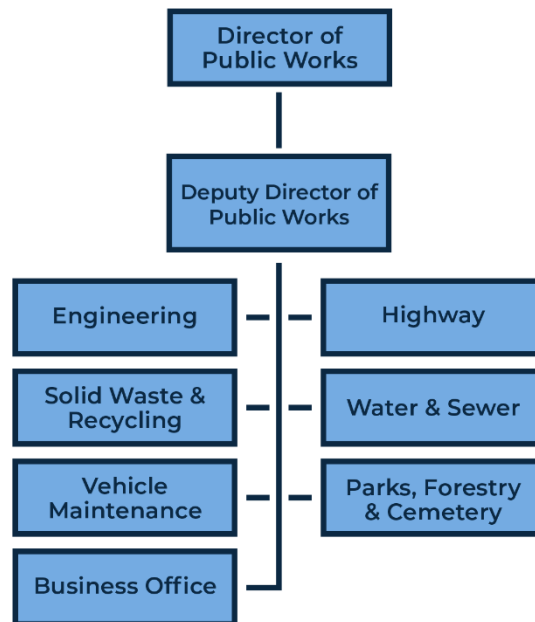 Director of
Public Works
Deputy Director of
Public Works
Engineering
Highway
Solid Waste &
Recycling
Water & Sewer
Vehicle
Maintenance
Parks, Forestry
& Cemetery
Business Office